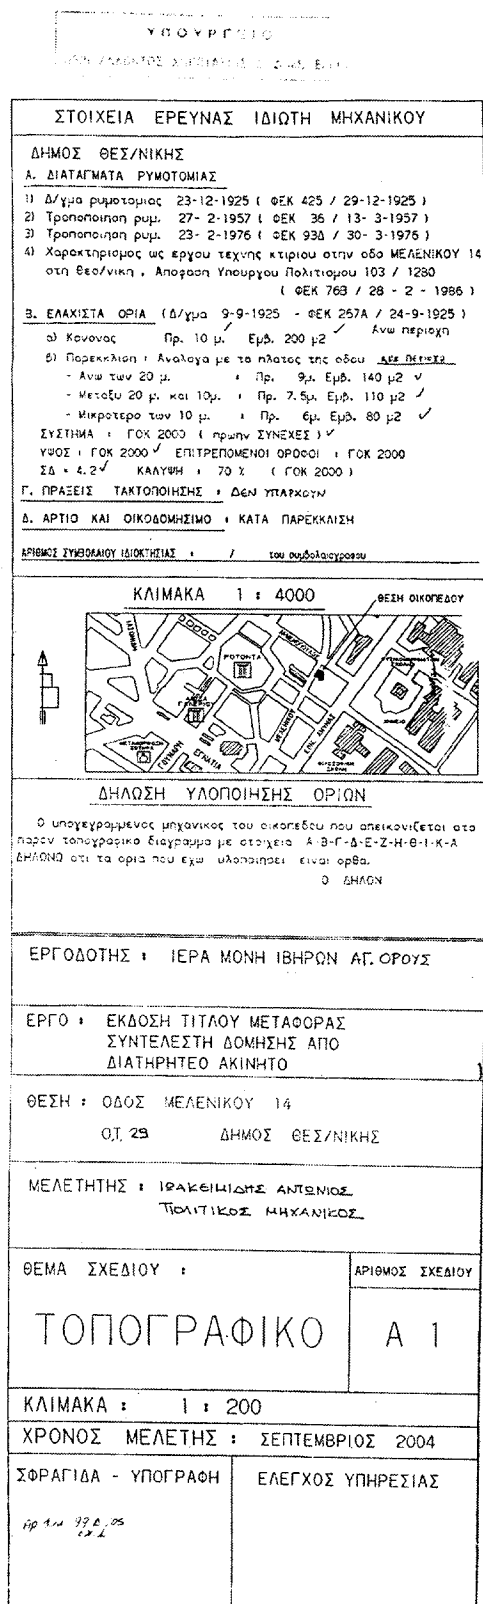 ΥΠΟΥΡΓΕΙΟ
ΣΤΟΙΧΕΙΑ ΕΡΕΥΝΑΣ ΙΔΙΩΤΗ ΜΗΧΑΝΙΚΟΥ
ΔΗΜΟΣ ΘΕΣ/ΝΙΚΗΣ
Α. ΔΙΑΤΑΓΜΑΤΑ ΡΥΜΟΤΟΜΙΑΣ
1) Δ/γμα ρυμοτομιας 23-12-1925 ( ΦΕΚ 425 / 29-12-1925 )
2) Τροποποιηση ρυμ. 27- 2-1957 ( ΦΕΚ 36 / 13- 3-1957 )
3) Τροποποιηση ρυμ. 23- 2-1976 ( ΦΕΚ 93Δ / 30- 3-1976 )
4) Χαρακτηρισμος ως εργου τεχνης κτιριου στην οδο ΜΕΛΕΝΙΚΟΥ 14
στη θεσ/νικη , Αποφαση Υπουργου Πολιτισμου 103 / 1280
( ΦΕΚ 763 / 28 - 2 - 1986 )
Β. ΕΛΑΧΙΣΤΑ ΟΡΙΑ (Δ/γμα 9-9-1925 - ΦΕΚ 257Α / 24-9-1925 )
α) Κανονας Πρ. 10 μ. ✓ Εμβ. 200 μ2 ✓ Ανω περιοχη
β) Παρεκκλιση : Αναλογα με το πλατος της οδου
- Ανω των 20 μ. : Πρ. 9μ. Εμβ. 140 μ2 ✓
- Μεταξυ 20 μ. και 10μ. : Πρ. 7.5μ. Εμβ. 110 μ2 ✓
- Μικροτερο των 10 μ. : Πρ. 6μ. Εμβ. 80 μ2 ✓
ΣΥΣΤΗΜΑ : ΓΟΚ 2000 ( πρωην ΣΥΝΕΧΕΣ ) ✓
ΥΨΟΣ : ΓΟΚ 2000 ✓ ΕΠΙΤΡΕΠΟΜΕΝΟΙ ΟΡΟΦΟΙ : ΓΟΚ 2000
ΣΔ = 4.2 ✓ ΚΑΛΥΨΗ : 70 % ( ΓΟΚ 2000 )
Γ. ΠΡΑΞΕΙΣ ΤΑΚΤΟΠΟΙΗΣΗΣ : ΔΕΝ ΥΠΑΡΧΟΥΝ
Δ. ΑΡΤΙΟ ΚΑΙ ΟΙΚΟΔΟΜΗΣΙΜΟ : ΚΑΤΑ ΠΑΡΕΚΚΛΙΣΗ
ΑΡΙΘΜΟΣ ΣΥΜΒΟΛΑΙΟΥ ΙΔΙΟΚΤΗΣΙΑΣ : / του συμβολαιογραφου
ΚΛΙΜΑΚΑ 1 : 4000
ΘΕΣΗ ΟΙΚΟΠΕΔΟΥ
ΡΟΤΟΝΤΑ
ΜΕΛΕΝΙΚΟΥ
ΕΘΝ. ΑΜΥΝΑΣ
ΓΟΥΝΑΡΗ
ΕΓΝΑΤΙΑ
ΧΗΜΕΙΟ
ΔΗΛΩΣΗ ΥΛΟΠΟΙΗΣΗΣ ΟΡΙΩΝ
Ο υπογεγραμμενος μηχανικος του οικοπεδου που απεικονιζεται στο
παρον τοπογραφικο διαγραμμα με στοιχεια Α-Β-Γ-Δ-Ε-Ζ-Η-Θ-Ι-Κ-Α
ΔΗΛΩΝΩ οτι τα ορια που εχω υλοποιησει ειναι ορθα.
Ο ΔΗΛΩΝ
ΕΡΓΟΔΟΤΗΣ : ΙΕΡΑ ΜΟΝΗ ΙΒΗΡΩΝ ΑΓ. ΟΡΟΥΣ
ΕΡΓΟ : ΕΚΔΟΣΗ ΤΙΤΛΟΥ ΜΕΤΑΦΟΡΑΣ
ΣΥΝΤΕΛΕΣΤΗ ΔΟΜΗΣΗΣ ΑΠΟ
ΔΙΑΤΗΡΗΤΕΟ ΑΚΙΝΗΤΟ
ΘΕΣΗ : ΟΔΟΣ ΜΕΛΕΝΙΚΟΥ 14
Ο.Τ. 29 ΔΗΜΟΣ ΘΕΣ/ΝΙΚΗΣ
ΜΕΛΕΤΗΤΗΣ : ΙΩΑΚΕΙΜΙΔΗΣ ΑΝΤΩΝΙΟΣ
ΠΟΛΙΤΙΚΟΣ ΜΗΧΑΝΙΚΟΣ
ΘΕΜΑ ΣΧΕΔΙΟΥ :
ΑΡΙΘΜΟΣ ΣΧΕΔΙΟΥ
ΤΟΠΟΓΡΑΦΙΚΟ
Α 1
ΚΛΙΜΑΚΑ : 1 : 200
ΧΡΟΝΟΣ ΜΕΛΕΤΗΣ : ΣΕΠΤΕΜΒΡΙΟΣ 2004
ΣΦΡΑΓΙΔΑ - ΥΠΟΓΡΑΦΗ
ΕΛΕΓΧΟΣ ΥΠΗΡΕΣΙΑΣ